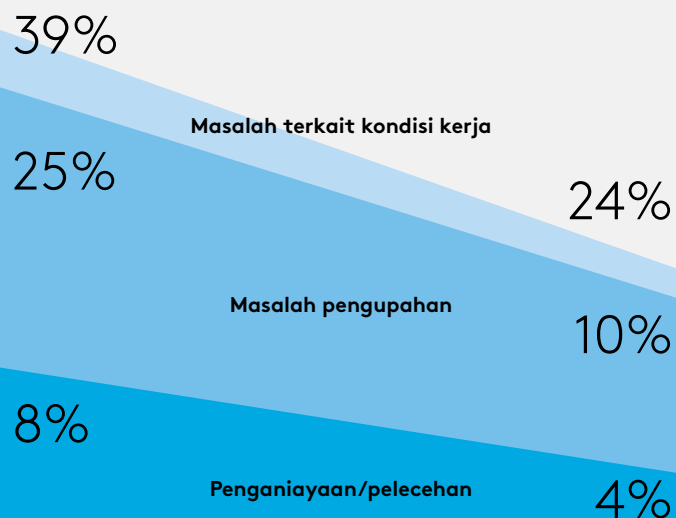 39%
Masalah terkait kondisi kerja
25%
24%
Masalah pengupahan
10%
8%
Penganiayaan/pelecehan
4%